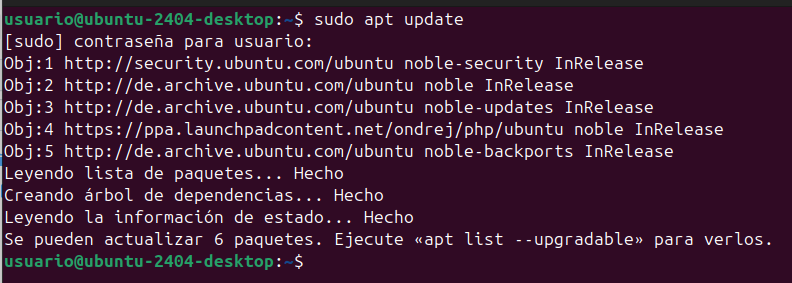 usuario@ubuntu-2404-desktop:~$ sudo apt update
[sudo] contraseña para usuario:
Obj:1 http://security.ubuntu.com/ubuntu noble-security InRelease
Obj:2 http://de.archive.ubuntu.com/ubuntu noble InRelease
Obj:3 http://de.archive.ubuntu.com/ubuntu noble-updates InRelease
Obj:4 https://ppa.launchpadcontent.net/ondrej/php/ubuntu noble InRelease
Obj:5 http://de.archive.ubuntu.com/ubuntu noble-backports InRelease
Leyendo lista de paquetes... Hecho
Creando árbol de dependencias... Hecho
Leyendo la información de estado... Hecho
Se pueden actualizar 6 paquetes. Ejecute «apt list --upgradable» para verlos.
usuario@ubuntu-2404-desktop:~$